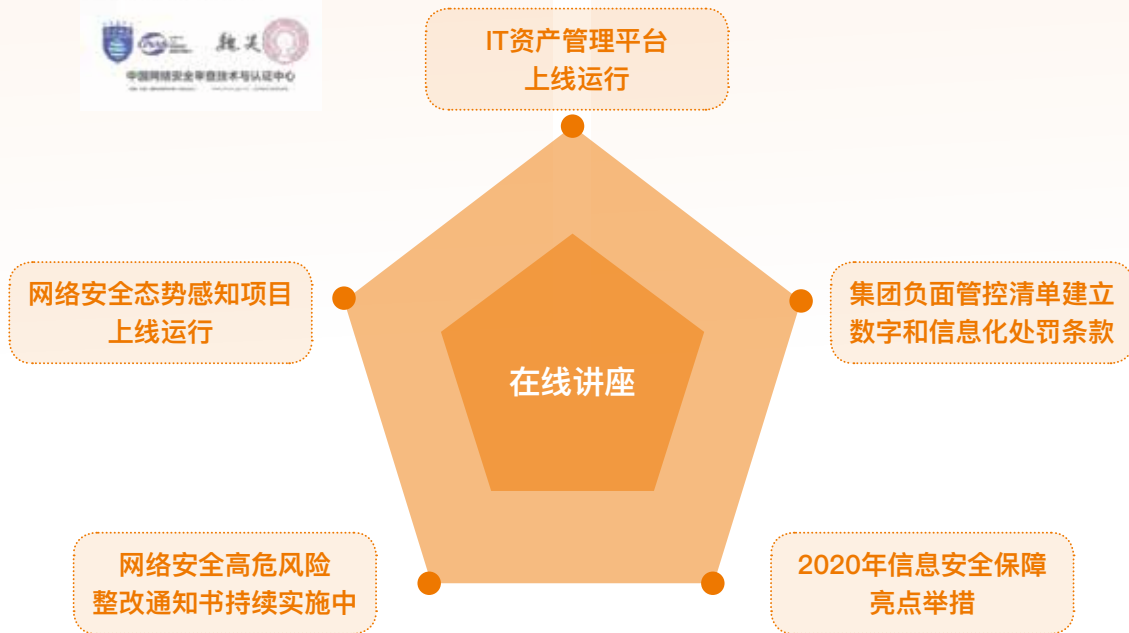 中国网络安全审查技术与认证中心
IT资产管理平台
上线运行
网络安全态势感知项目
上线运行
集团负面管控清单建立
数字和信息化处罚条款
在线讲座
网络安全高危风险
整改通知书持续实施中
2020年信息安全保障
亮点举措